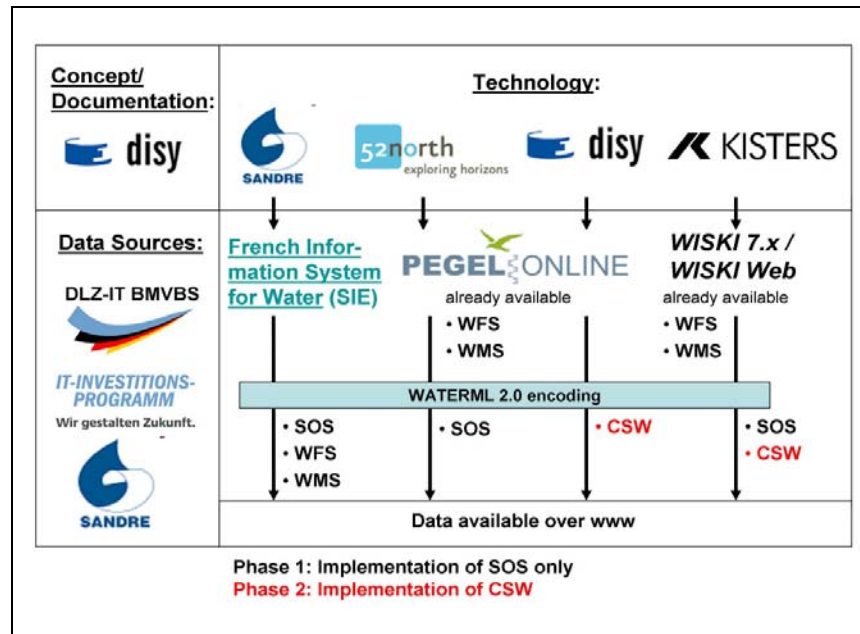 Concept/
Documentation:
disy
Technology:
SANDRE
52north
exploring horizons
disy
KISTERS
Data Sources:
DLZ-IT BMVBS
IT-INVESTITIONS-
PROGRAMM
Wir gestalten Zukunft.
SANDRE
French Infor-
mation System
for Water (SIE)
PEGELONLINE
already available
• WFS
• WMS
WISKI 7.x /
WISKI Web
already available
• WFS
• WMS
WATERML 2.0 encoding
• SOS
• WFS
• WMS
• SOS
• CSW
• SOS
• CSW
Data available over www
Phase 1: Implementation of SOS only
Phase 2: Implementation of CSW